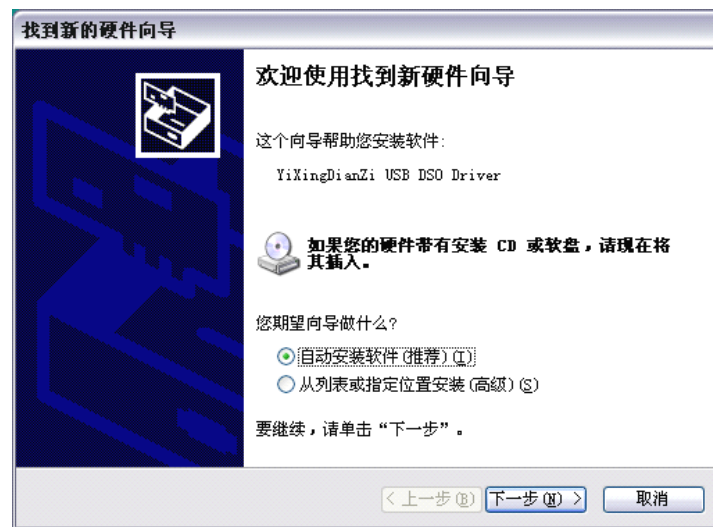 找到新的硬件向导
欢迎使用找到新硬件向导
这个向导帮助您安装软件:
YiXingDianZi USB DSO Driver
如果您的硬件带有安装 CD 或软盘，请现在将
其插入。
您期望向导做什么?
自动安装软件(推荐)(I)
从列表或指定位置安装(高级)(S)
要继续，请单击“下一步”。
< 上一步(B)
下一步(N) >
取消